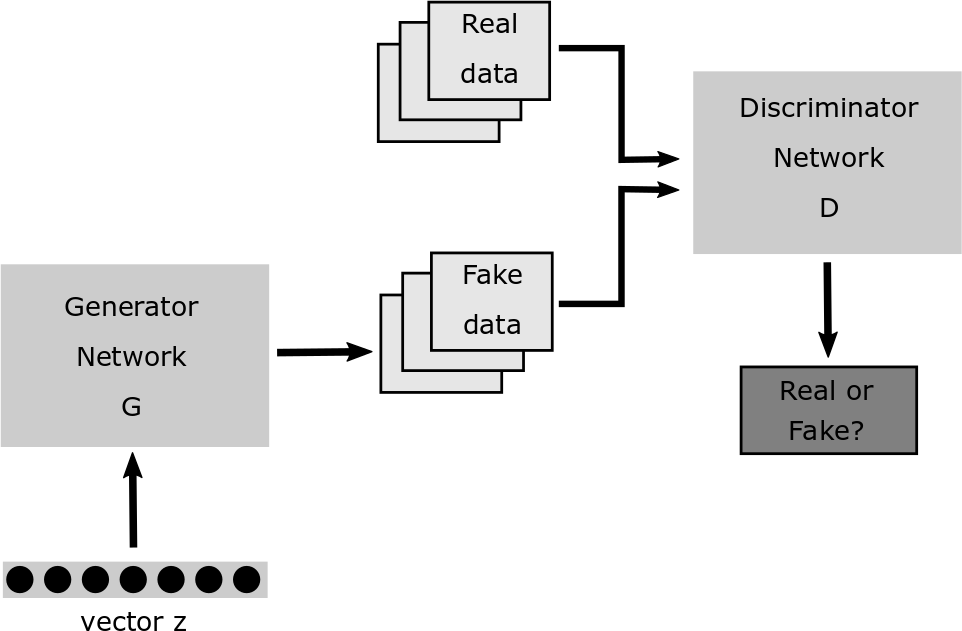 Real
data
Discriminator
Network
D
Fake
data
Generator
Network
G
Real or
Fake?
vector z